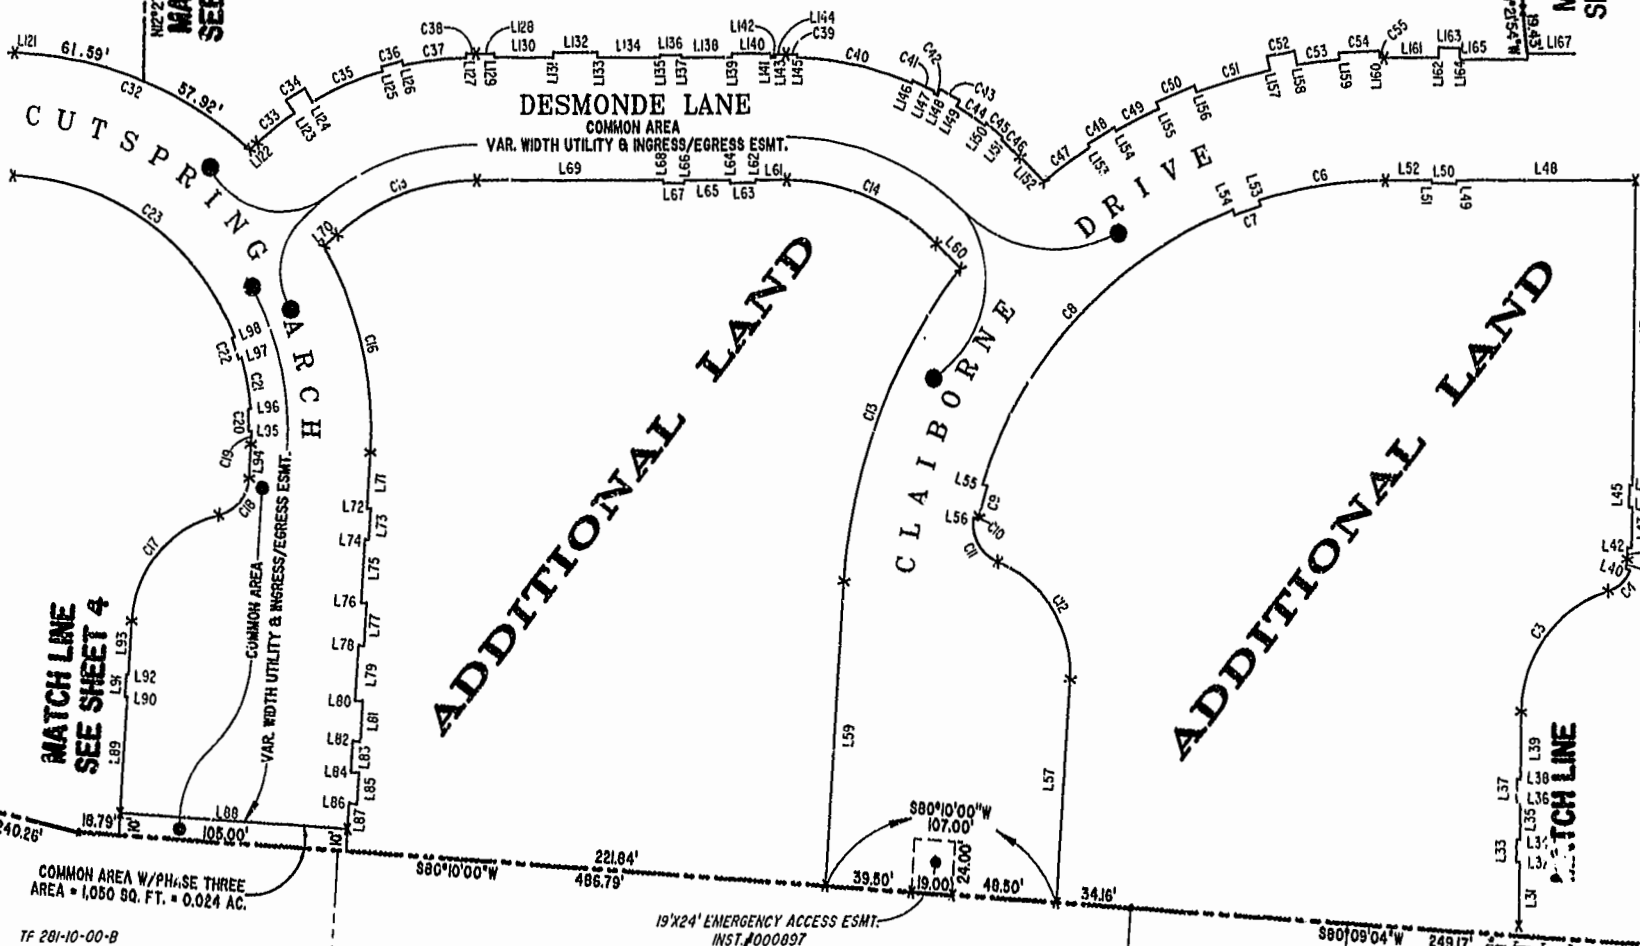 L121
61.59'
C32
57.92'
C33
C34
L122
L123
L124
C35
C36
L125
L126
C37
C38
L127
L128
L129
L130
L131
L132
L133
L134
L135
L136
L137
L138
L139
L140
L141
L142
L143
L144
C39
L145
C40
C41
C42
L146
L147
L148
L149
C43
C44
C45
C46
L150
L151
L152
C47
C48
L153
L154
C49
C50
L155
L156
C51
C52
L157
L158
C53
C54
L159
L160
C55
L161
L162
L163
L164
L165
19.43'
L167
DESMONDE LANE
COMMON AREA
VAR. WIDTH UTILITY & INGRESS/EGRESS ESMT.
CUTSPRING
ARCH
CLAIBORNE
DRIVE
C23
L70
L69
L68
L67
L66
L65
L64
L63
L62
L61
C14
L60
L54
L53
C7
C6
L52
L51
L50
L49
L48
C22
L98
L97
C21
L96
C20
L95
C19
L94
C18
C17
C16
C13
C8
L55
C9
L56
C10
C11
C12
L45
L42
L40
C4
C3
L71
L72
L73
L74
L75
L76
L77
L78
L79
L80
L81
L82
L83
L84
L85
L86
L87
L93
L92
L91
L90
L89
L88
L59
L57
L39
L38
L37
L36
L35
L33
L31
COMMON AREA
VAR. WIDTH UTILITY & INGRESS/EGRESS ESMT.
ADDITIONAL LAND
ADDITIONAL LAND
MATCH LINE
SEE SHEET 4
MATCH LINE
240.26'
18.79'
10'
105.00'
10'
221.84'
S80°10'00"W
486.79'
S80°10'00"W
107.00'
24.00'
39.50'
19.00'
48.50'
34.16'
S80°09'04"W
249.17'
COMMON AREA W/PHASE THREE
AREA = 1,050 SQ. FT. = 0.024 AC.
19'X24' EMERGENCY ACCESS ESMT.
INST.#000897
TF 281-10-00-B